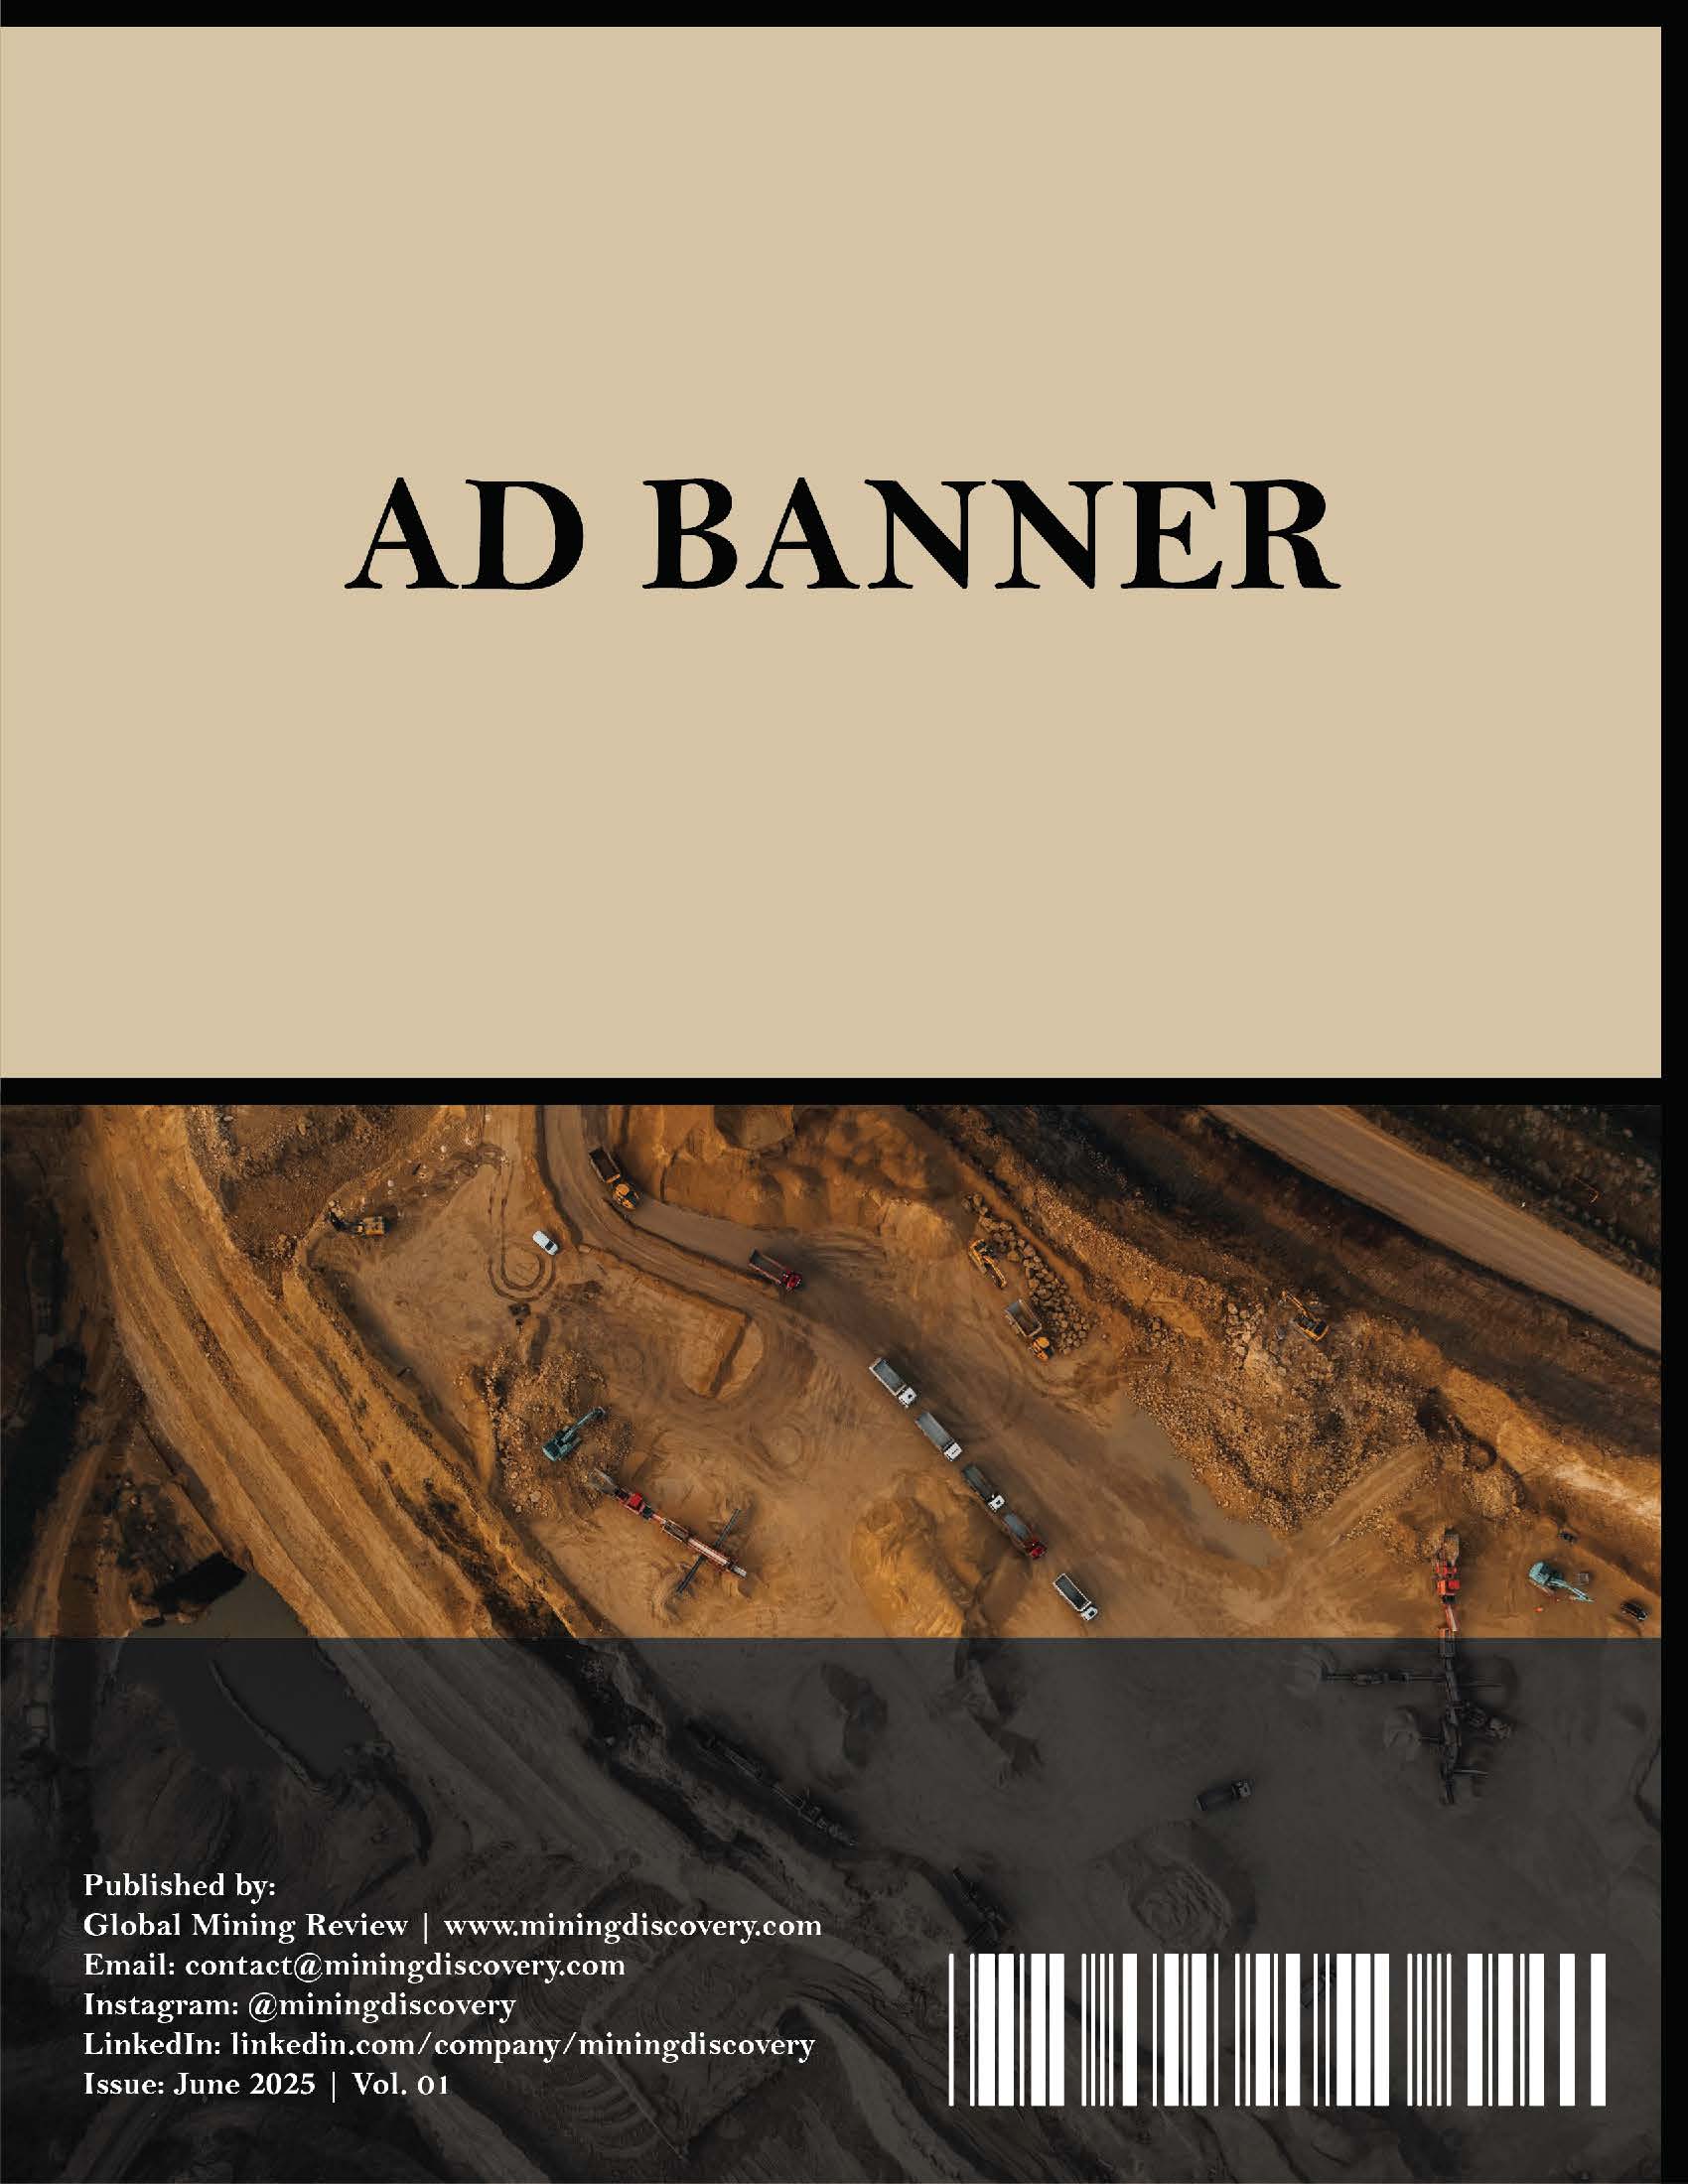 AD BANNER
Published by:
Global Mining Review | www.miningdiscovery.com
Email: contact@miningdiscovery.com
Instagram: @miningdiscovery
LinkedIn: linkedin.com/company/miningdiscovery
Issue: June 2025 | Vol. 01